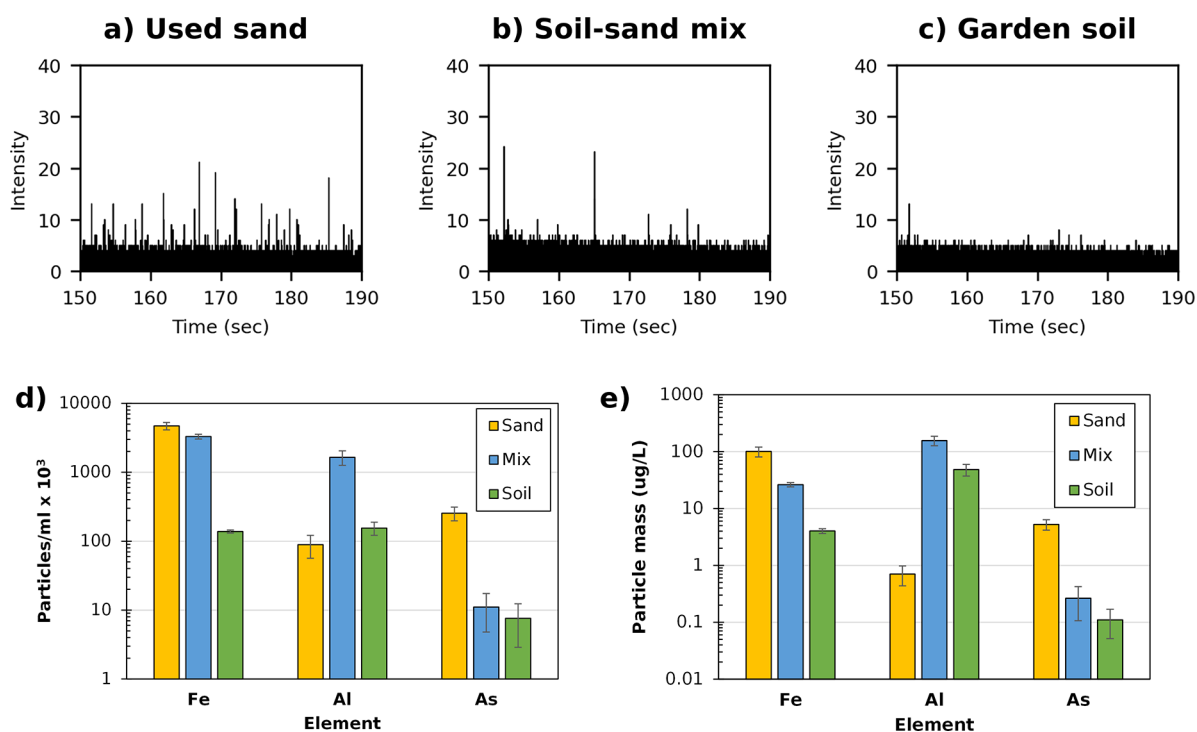 a) Used sand
b) Soil-sand mix
c) Garden soil
40
30
20
10
0
Intensity
150 160 170 180 190
Time (sec)
40
30
20
10
0
Intensity
150 160 170 180 190
Time (sec)
40
30
20
10
0
Intensity
150 160 170 180 190
Time (sec)
d)
10000
1000
100
10
1
Particles/ml x 10³
Sand
Mix
Soil
Fe Al As
Element
e)
1000
100
10
1
0.1
0.01
Particle mass (ug/L)
Sand
Mix
Soil
Fe Al As
Element